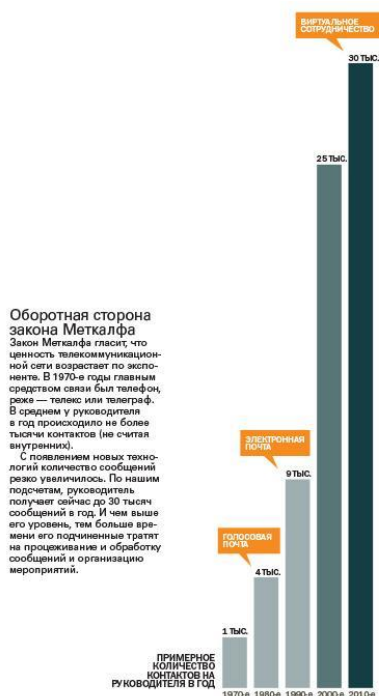 ВИРТУАЛЬНОЕ
СОТРУДНИЧЕСТВО
30 ТЫС.
25 ТЫС.
Оборотная сторона
закона Меткалфа
Закон Меткалфа гласит, что
ценность телекоммуникацион-
ной сети возрастает по экспо-
ненте. В 1970-е годы главным
средством связи был телефон,
реже — телекс или телеграф.
В среднем у руководителя
в год происходило не более
тысячи контактов (не считая
внутренних).
С появлением новых техно-
логий количество сообщений
резко увеличилось. По нашим
подсчетам, руководитель
получает сейчас до 30 тысяч
сообщений в год. И чем выше
его уровень, тем больше вре-
мени его подчиненные тратят
на процеживание и обработку
сообщений и организацию
мероприятий.
ЭЛЕКТРОННАЯ
ПОЧТА
9 ТЫС.
ГОЛОСОВАЯ
ПОЧТА
4 ТЫС.
1 ТЫС.
ПРИМЕРНОЕ
КОЛИЧЕСТВО
КОНТАКТОВ НА
РУКОВОДИТЕЛЯ В ГОД
1970-е 1980-е 1990-е 2000-е 2010-е